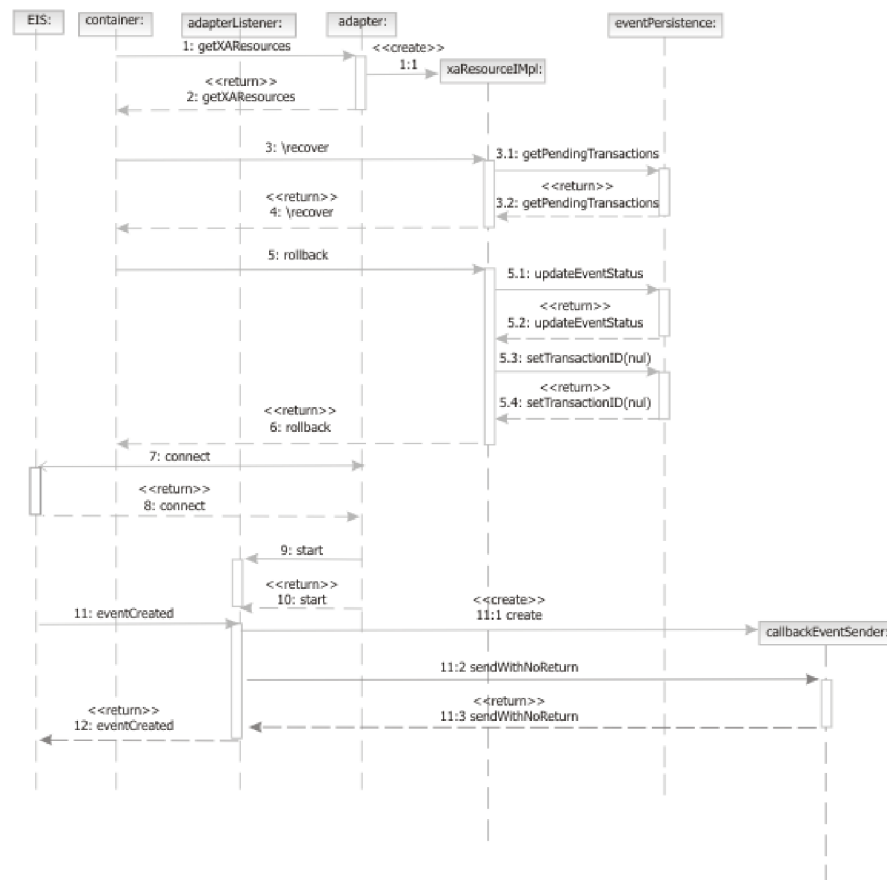 EIS:
container:
adapterListener:
adapter:
eventPersistence:
1: getXAResources
<<create>>
1:1
xaResourceIMpl:
<<return>>
2: getXAResources
3: \recover
3.1: getPendingTransactions
<<return>>
3.2: getPendingTransactions
<<return>>
4: \recover
5: rollback
5.1: updateEventStatus
<<return>>
5.2: updateEventStatus
5.3: setTransactionID(nul)
<<return>>
5.4: setTransactionID(nul)
<<return>>
6: rollback
7: connect
<<return>>
8: connect
9: start
<<return>>
10: start
11: eventCreated
<<create>>
11:1 create
callbackEventSender:
11:2 sendWithNoReturn
<<return>>
11:3 sendWithNoReturn
<<return>>
12: eventCreated